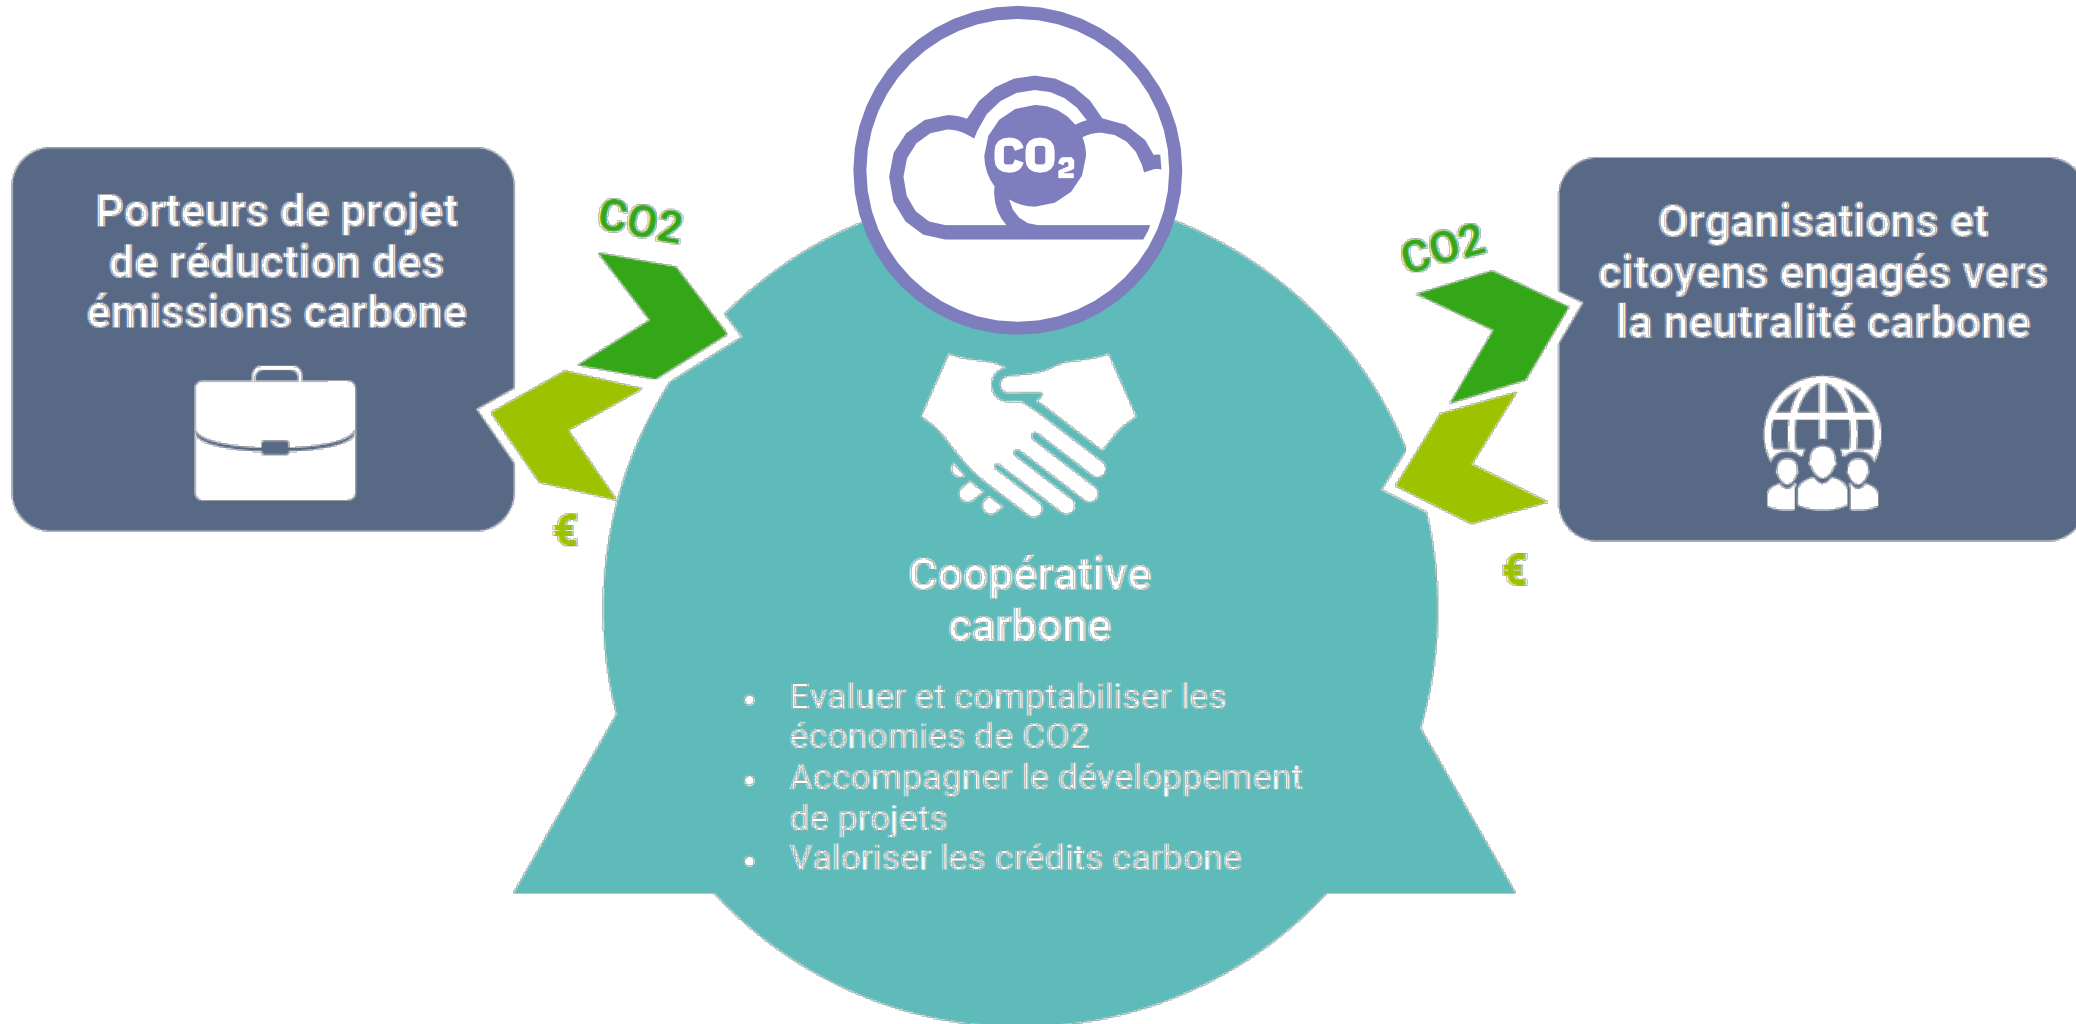 CO₂
Porteurs de projet
de réduction des
émissions carbone
CO2
€
CO2
€
Organisations et
citoyens engagés vers
la neutralité carbone
Coopérative
carbone
• Evaluer et comptabiliser les
économies de CO2
• Accompagner le développement
de projets
• Valoriser les crédits carbone